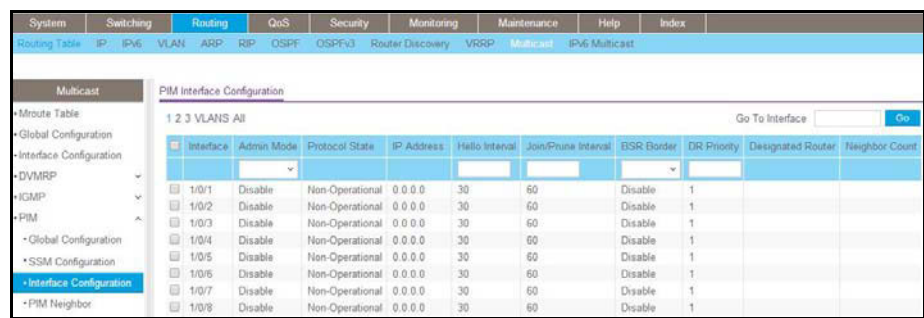 System Switching Routing QoS Security Monitoring Maintenance Help Index
Routing Table IP IPv6 VLAN ARP RIP OSPF OSPFv3 Router Discovery VRRP Multicast IPv6 Multicast
Multicast
• Mroute Table
• Global Configuration
• Interface Configuration
• DVMRP
• IGMP
• PIM
• Global Configuration
• SSM Configuration
• Interface Configuration
• PIM Neighbor
PIM Interface Configuration
1 2 3 VLANS All Go To Interface Go
Interface Admin Mode Protocol State IP Address Hello Interval Join/Prune Interval BSR Border DR Priority Designated Router Neighbor Count
1/0/1 Disable Non-Operational 0.0.0.0 30 60 Disable 1
1/0/2 Disable Non-Operational 0.0.0.0 30 60 Disable 1
1/0/3 Disable Non-Operational 0.0.0.0 30 60 Disable 1
1/0/4 Disable Non-Operational 0.0.0.0 30 60 Disable 1
1/0/5 Disable Non-Operational 0.0.0.0 30 60 Disable 1
1/0/6 Disable Non-Operational 0.0.0.0 30 60 Disable 1
1/0/7 Disable Non-Operational 0.0.0.0 30 60 Disable 1
1/0/8 Disable Non-Operational 0.0.0.0 30 60 Disable 1